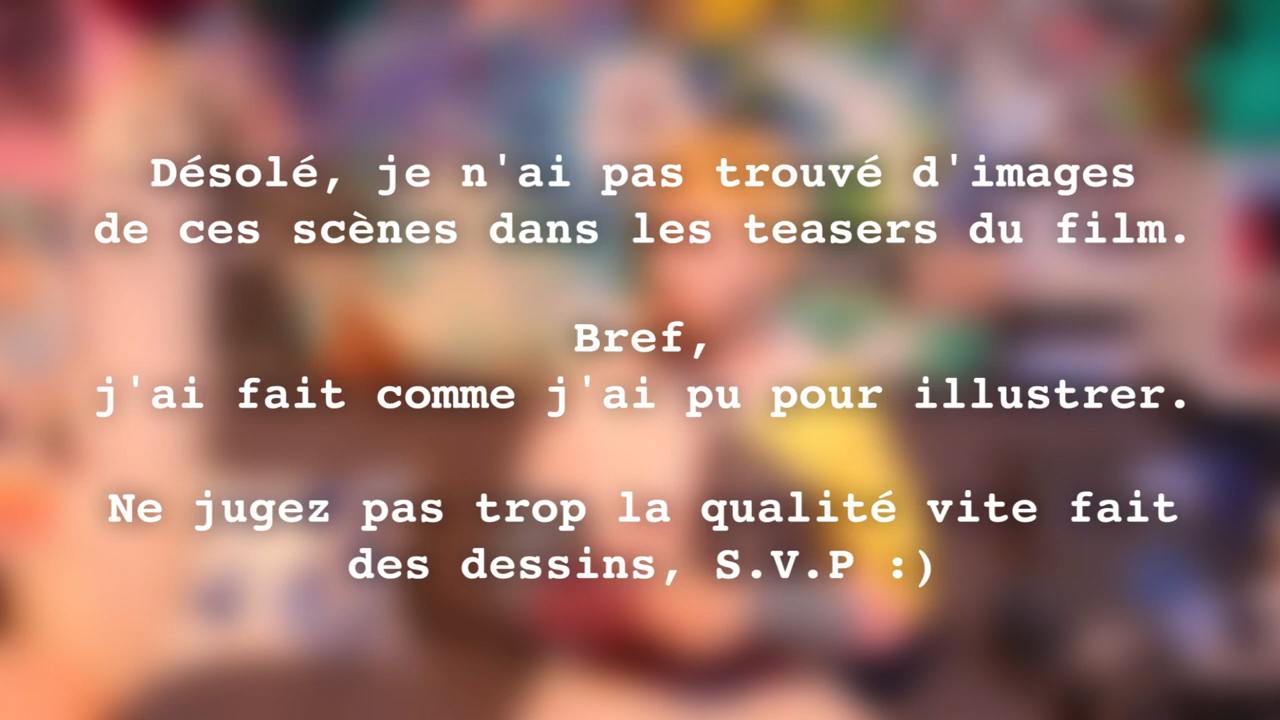 Désolé, je n'ai pas trouvé d'images
de ces scènes dans les teasers du film.
Bref,
j'ai fait comme j'ai pu pour illustrer.
Ne jugez pas trop la qualité vite fait
des dessins, S.V.P :)